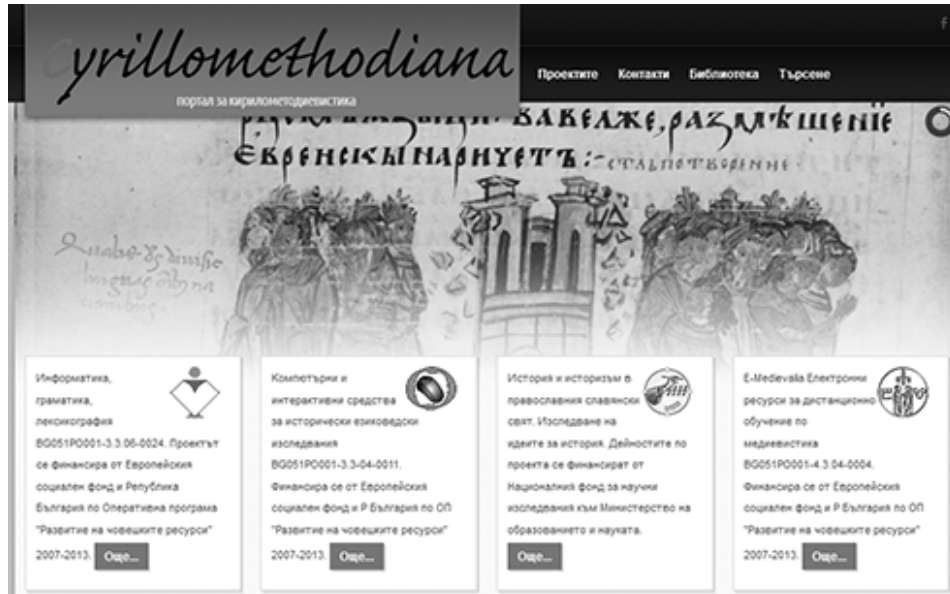 Cyrillomethodiana
портал за кирилометодиевистика
Проектите Контакти Библиотека Търсене
ВАВЕЛЖЕ, РАЗМѢШЕНІЕ
ЕВРЕНСКЫ НАРИЧЕТЪ:-
Информатика,
граматика,
лексикография
BG051PO001-3.3.06-0024. Проектът
се финансира от Европейския
социален фонд и Република
България по Оперативна програма
"Развитие на човешките ресурси"
2007-2013. Още...
Компютърни и
интерактивни средства
за исторически езиковедски
изследвания
BG051PO001-3.3-04-0011.
Финансира се от Европейския
социален фонд и Р България по ОП
"Развитие на човешките ресурси"
2007-2013. Още...
История и историзъм в
православния славянски
свят. Изследване на
идеите за история. Дейностите по
проекта се финансират от
Националния фонд за научни
изследвания към Министерство на
образованието и науката.
Още...
E-Medievalia Електронни
ресурси за дистанционно
обучение по
медиевистика
BG051PO001-4.3.04-0004.
Финансира се от Европейския
социален фонд и Р България по ОП
"Развитие на човешките ресурси"
2007-2013. Още...